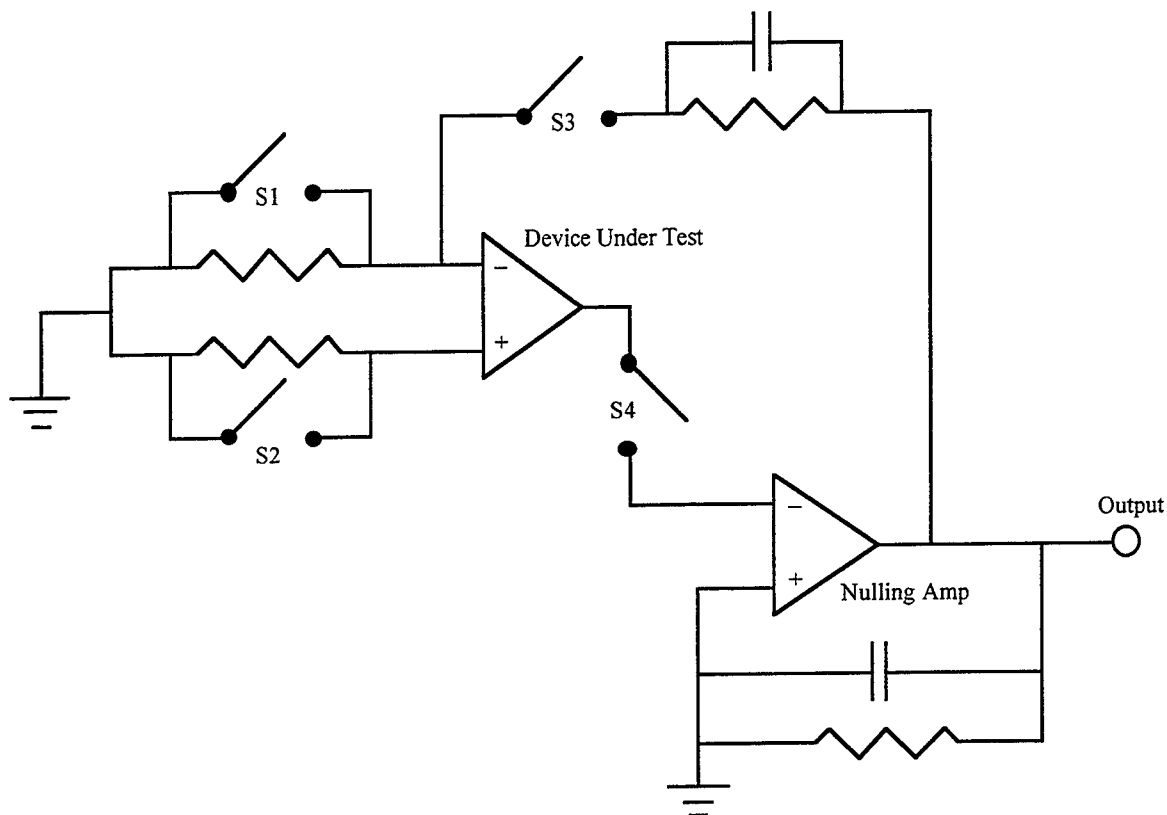 S3
S1
Device Under Test
−
+
S4
S2
Output
−
+
Nulling Amp